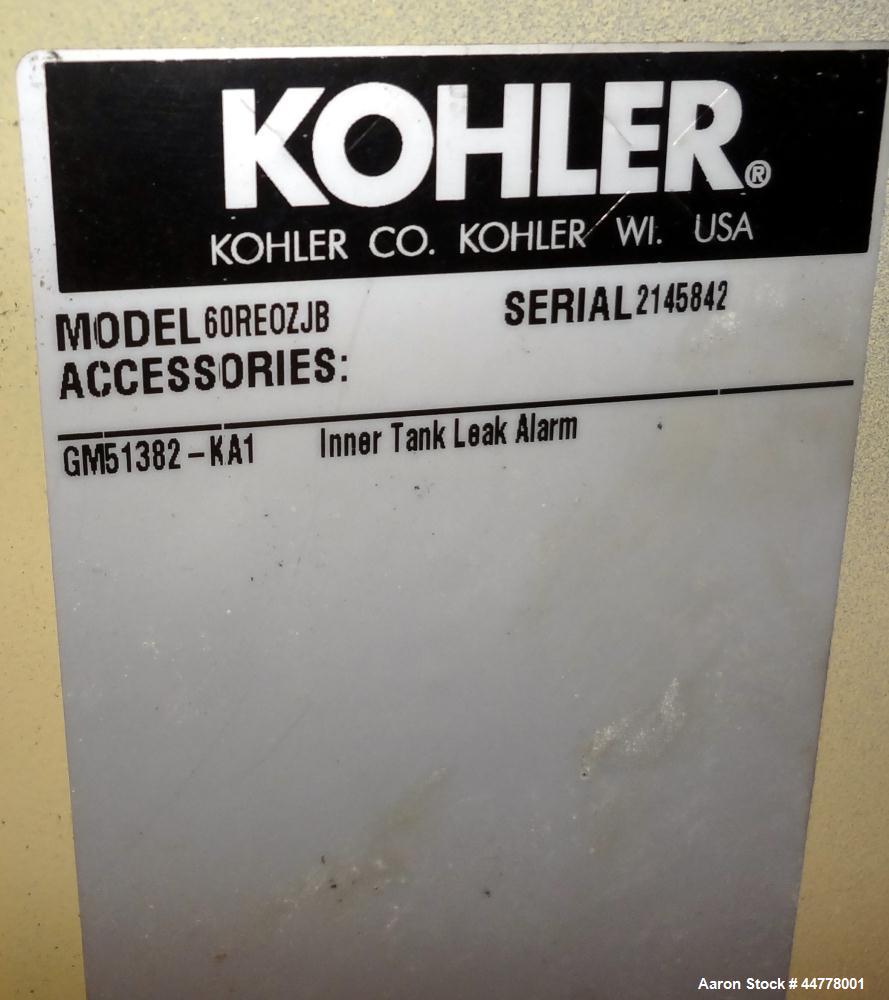 KOHLER®
KOHLER CO. KOHLER WI. USA
MODEL 60REOZJB SERIAL 2145842
ACCESSORIES:
GM51382-KA1 Inner Tank Leak Alarm
Aaron Stock # 44778001